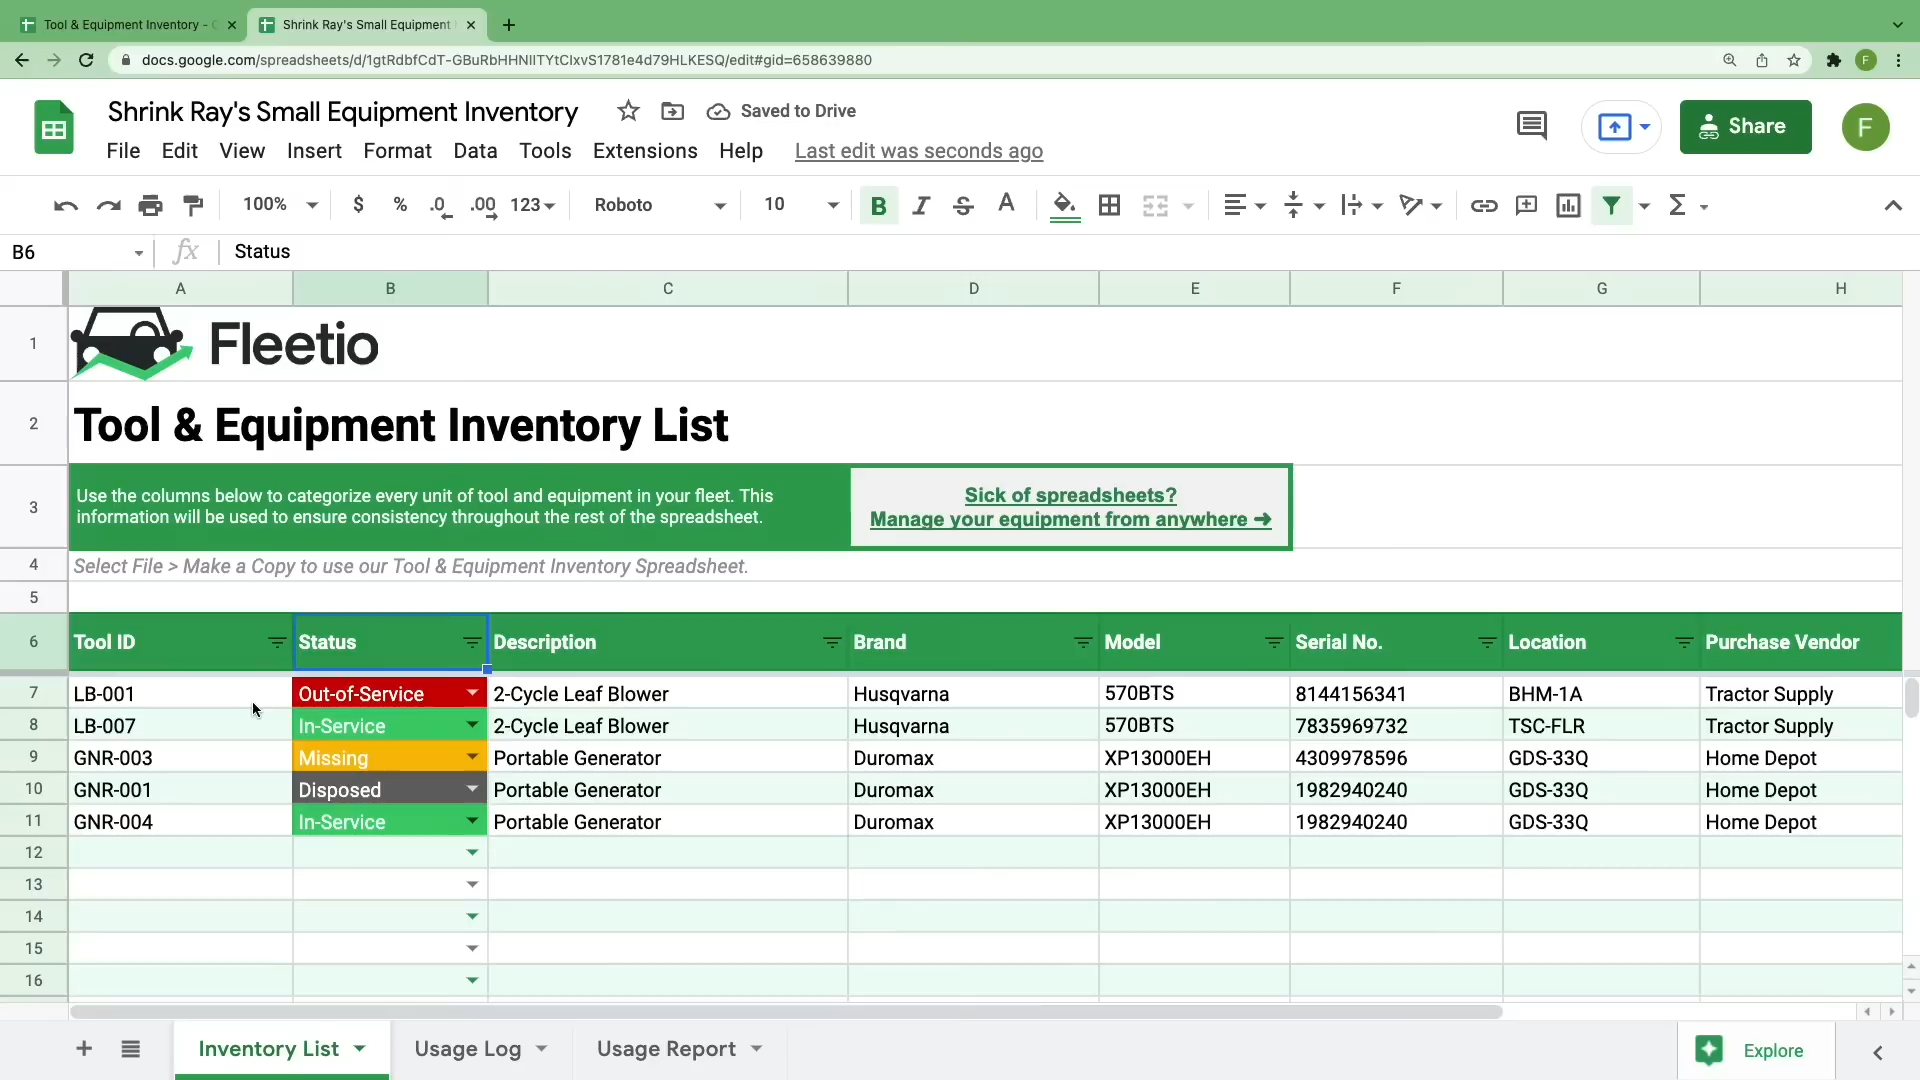 Tool & Equipment Inventory -
Shrink Ray's Small Equipment
docs.google.com/spreadsheets/d/1gtRdbfCdT-GBuRbHHNlITYtCIxvS1781e4d79HLKESQ/edit#gid=658639880
F
Shrink Ray's Small Equipment Inventory
Saved to Drive
File Edit View Insert Format Data Tools Extensions Help
Last edit was seconds ago
Share
F
100% $ % .0 .00 123 Roboto 10 B I S A Σ
B6 fx Status
A B C D E F G H
1 Fleetio
2 Tool & Equipment Inventory List
3
Use the columns below to categorize every unit of tool and equipment in your fleet. This
information will be used to ensure consistency throughout the rest of the spreadsheet.
Sick of spreadsheets?
Manage your equipment from anywhere ➜
4 Select File > Make a Copy to use our Tool & Equipment Inventory Spreadsheet.
5
6 Tool ID Status Description Brand Model Serial No. Location Purchase Vendor
7 LB-001 Out-of-Service 2-Cycle Leaf Blower Husqvarna 570BTS 8144156341 BHM-1A Tractor Supply
8 LB-007 In-Service 2-Cycle Leaf Blower Husqvarna 570BTS 7835969732 TSC-FLR Tractor Supply
9 GNR-003 Missing Portable Generator Duromax XP13000EH 4309978596 GDS-33Q Home Depot
10 GNR-001 Disposed Portable Generator Duromax XP13000EH 1982940240 GDS-33Q Home Depot
11 GNR-004 In-Service Portable Generator Duromax XP13000EH 1982940240 GDS-33Q Home Depot
12
13
14
15
16
Inventory List Usage Log Usage Report
Explore